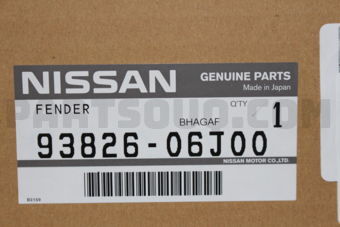 NISSAN GENUINE PARTS
Made in Japan
FENDER Q'TY 1
BHAGAF
93826-06J00
NISSAN MOTOR CO.,LTD.
PARTSOUQ.COM